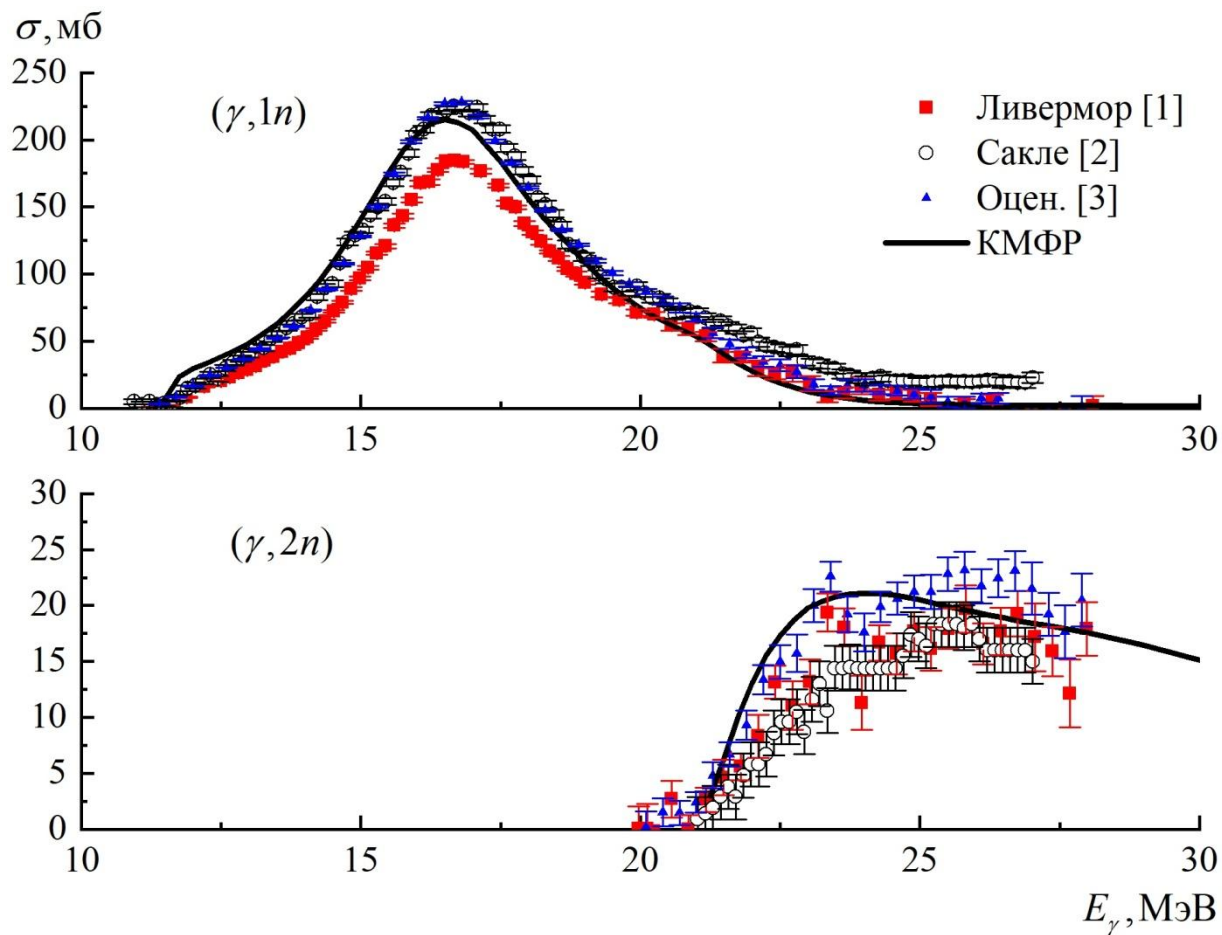 σ, мб
250
200
150
100
50
0
(γ,1n)
Ливермор [1]
Сакле [2]
Оцен. [3]
КМФР
10 15 20 25 30
30
25
20
15
10
5
0
(γ,2n)
10 15 20 25 30
E_γ, МэВ